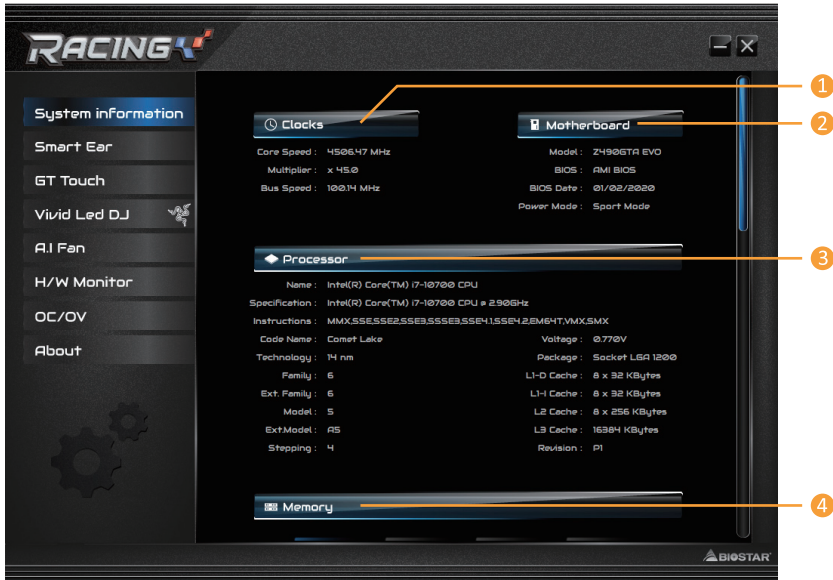 RACING
System information
Smart Ear
GT Touch
Vivid Led DJ
A.I Fan
H/W Monitor
OC/OV
About
Clocks
Core Speed : 4506.47 MHz
Multiplier : x 45.0
Bus Speed : 100.14 MHz
Motherboard
Model : Z490GTA EVO
BIOS : AMI BIOS
BIOS Date : 01/02/2020
Power Mode : Sport Mode
Processor
Name : Intel(R) Core(TM) i7-10700 CPU
Specification : Intel(R) Core(TM) i7-10700 CPU @ 2.90GHz
Instructions : MMX,SSE,SSE2,SSE3,SSSE3,SSE4.1,SSE4.2,EM64T,VMX,SMX
Code Name : Comet Lake
Technology : 14 nm
Family : 6
Ext. Family : 6
Model : 5
Ext.Model : A5
Stepping : 4
Voltage : 0.770V
Package : Socket LGA 1200
L1-D Cache : 8 x 32 KBytes
L1-I Cache : 8 x 32 KBytes
L2 Cache : 8 x 256 KBytes
L3 Cache : 16384 KBytes
Revision : P1
Memory
BIOSTAR
1
2
3
4